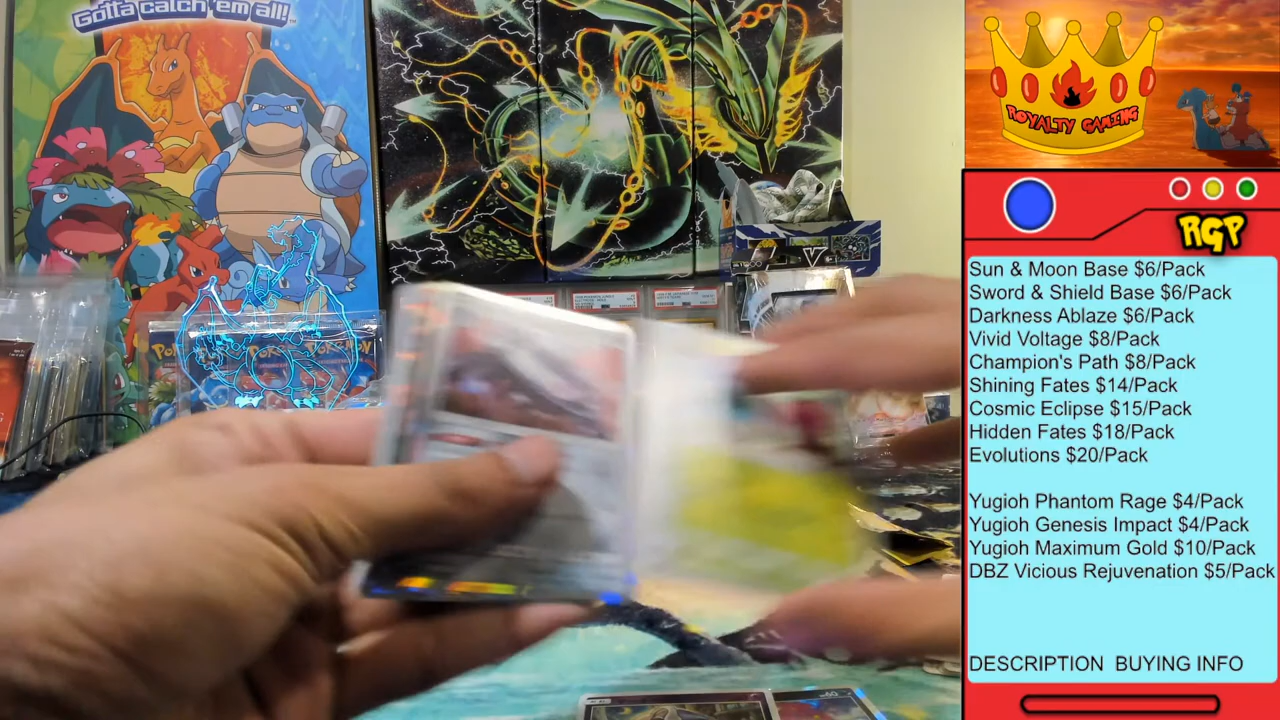 Gotta catch 'em all!
ROYALTY GAMING
RGP
Sun & Moon Base $6/Pack
Sword & Shield Base $6/Pack
Darkness Ablaze $6/Pack
Vivid Voltage $8/Pack
Champion's Path $8/Pack
Shining Fates $14/Pack
Cosmic Eclipse $15/Pack
Hidden Fates $18/Pack
Evolutions $20/Pack
Yugioh Phantom Rage $4/Pack
Yugioh Genesis Impact $4/Pack
Yugioh Maximum Gold $10/Pack
DBZ Vicious Rejuvenation $5/Pack
DESCRIPTION BUYING INFO